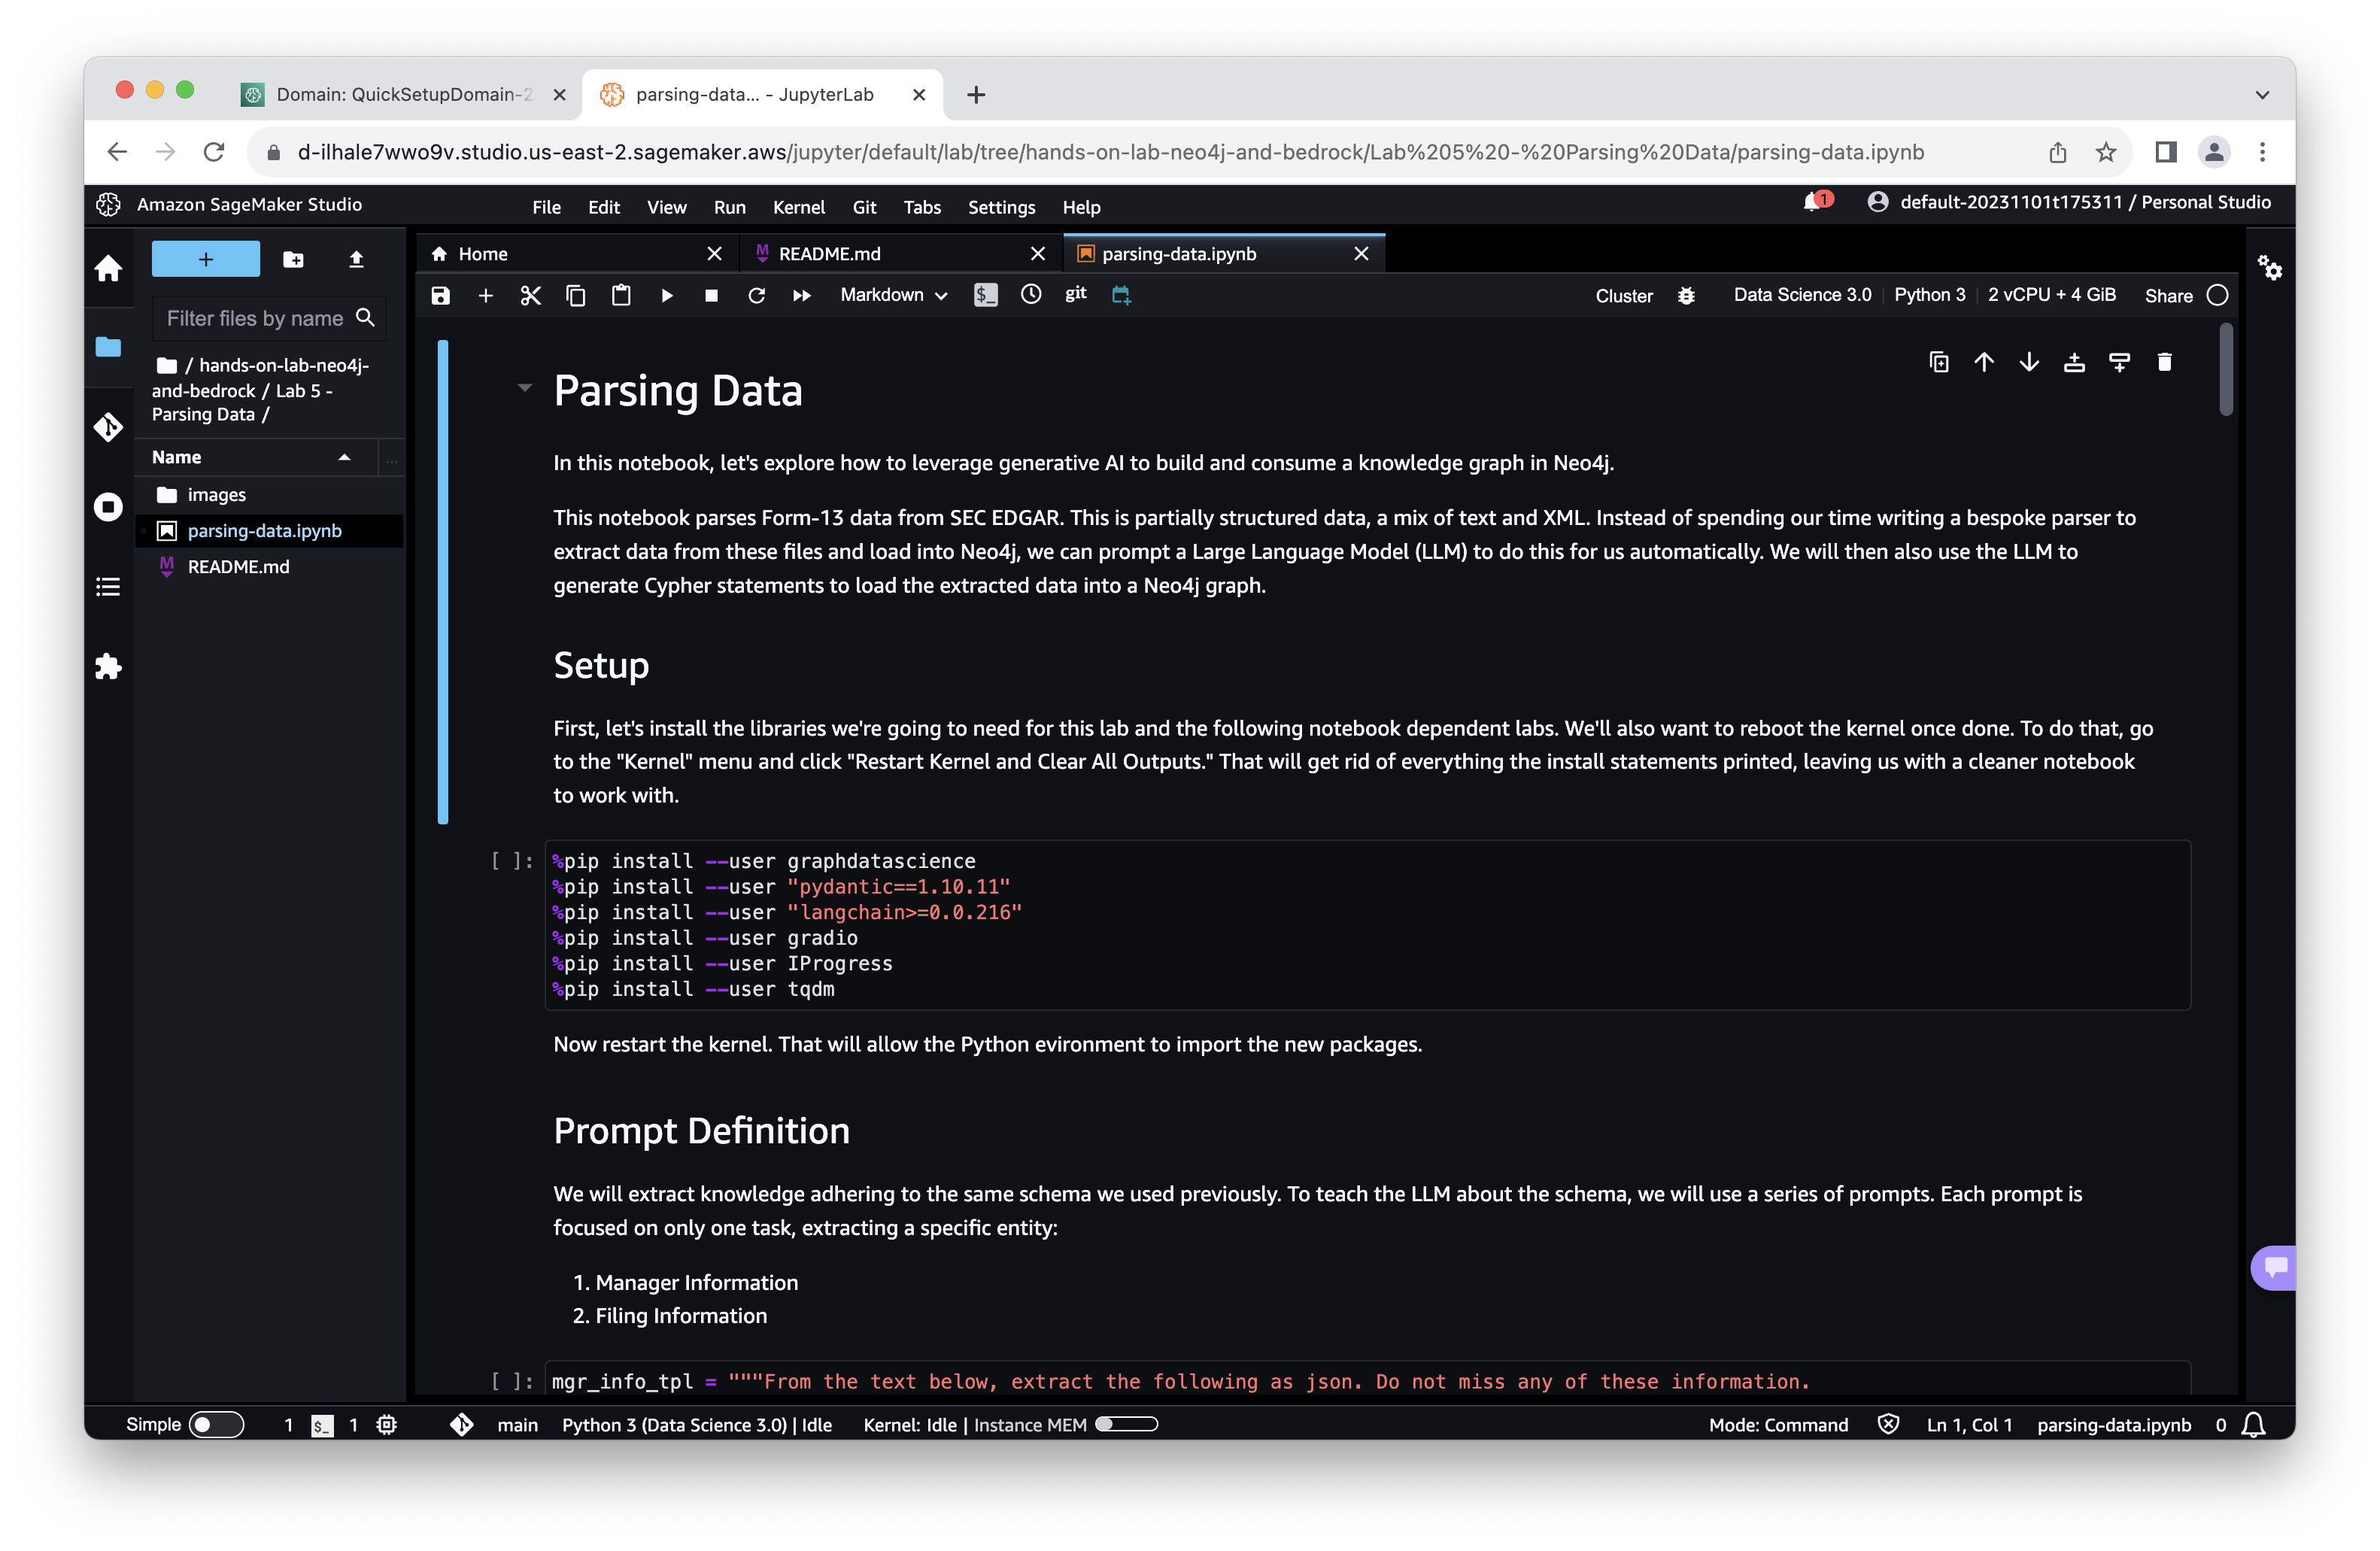 Domain: QuickSetupDomain-2
parsing-data... - JupyterLab
d-ilhale7wwo9v.studio.us-east-2.sagemaker.aws/jupyter/default/lab/tree/hands-on-lab-neo4j-and-bedrock/Lab%205%20-%20Parsing%20Data/parsing-data.ipynb
Amazon SageMaker Studio
File Edit View Run Kernel Git Tabs Settings Help
1
default-20231101t175311 / Personal Studio
+
Home
README.md
parsing-data.ipynb
Markdown
git
Cluster
Data Science 3.0
Python 3
2 vCPU + 4 GiB
Share
Filter files by name
/ hands-on-lab-neo4j-
and-bedrock / Lab 5 -
Parsing Data /
Name
...
images
parsing-data.ipynb
README.md
Parsing Data
In this notebook, let's explore how to leverage generative AI to build and consume a knowledge graph in Neo4j.
This notebook parses Form-13 data from SEC EDGAR. This is partially structured data, a mix of text and XML. Instead of spending our time writing a bespoke parser to
extract data from these files and load into Neo4j, we can prompt a Large Language Model (LLM) to do this for us automatically. We will then also use the LLM to
generate Cypher statements to load the extracted data into a Neo4j graph.
Setup
First, let's install the libraries we're going to need for this lab and the following notebook dependent labs. We'll also want to reboot the kernel once done. To do that, go
to the "Kernel" menu and click "Restart Kernel and Clear All Outputs." That will get rid of everything the install statements printed, leaving us with a cleaner notebook
to work with.
[ ]:
%pip install --user graphdatascience
%pip install --user "pydantic==1.10.11"
%pip install --user "langchain>=0.0.216"
%pip install --user gradio
%pip install --user IProgress
%pip install --user tqdm
Now restart the kernel. That will allow the Python evironment to import the new packages.
Prompt Definition
We will extract knowledge adhering to the same schema we used previously. To teach the LLM about the schema, we will use a series of prompts. Each prompt is
focused on only one task, extracting a specific entity:
1. Manager Information
2. Filing Information
[ ]:
mgr_info_tpl = """From the text below, extract the following as json. Do not miss any of these information.
Simple 1 $_ 1 main Python 3 (Data Science 3.0) | Idle Kernel: Idle | Instance MEM Mode: Command Ln 1, Col 1 parsing-data.ipynb 0